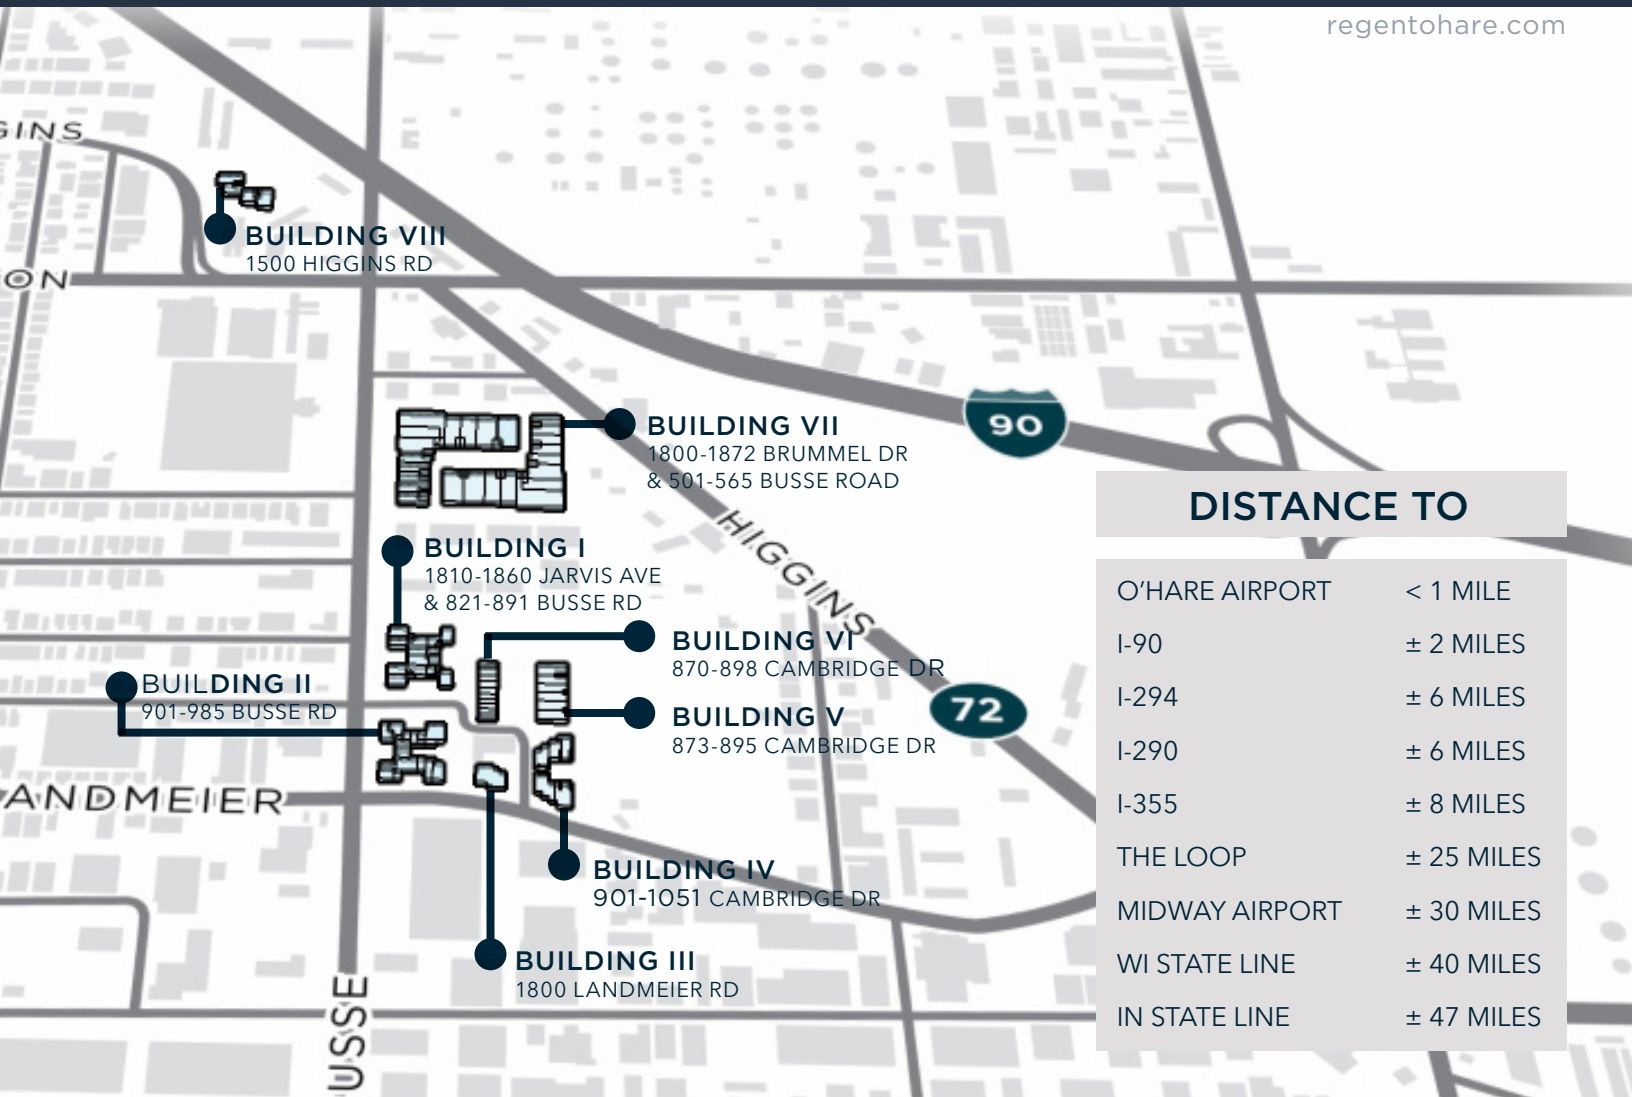 regentohare.com
GINS
BUILDING VIII
1500 HIGGINS RD
ON
90
BUILDING VII
1800-1872 BRUMMEL DR
& 501-565 BUSSE ROAD
HIGGINS
BUILDING I
1810-1860 JARVIS AVE
& 821-891 BUSSE RD
BUILDING VI
870-898 CAMBRIDGE DR
BUILDING II
901-985 BUSSE RD
72
BUILDING V
873-895 CAMBRIDGE DR
ANDMEIER
BUILDING IV
901-1051 CAMBRIDGE DR
BUILDING III
1800 LANDMEIER RD
USSE
DISTANCE TO
O'HARE AIRPORT < 1 MILE
I-90 ± 2 MILES
I-294 ± 6 MILES
I-290 ± 6 MILES
I-355 ± 8 MILES
THE LOOP ± 25 MILES
MIDWAY AIRPORT ± 30 MILES
WI STATE LINE ± 40 MILES
IN STATE LINE ± 47 MILES